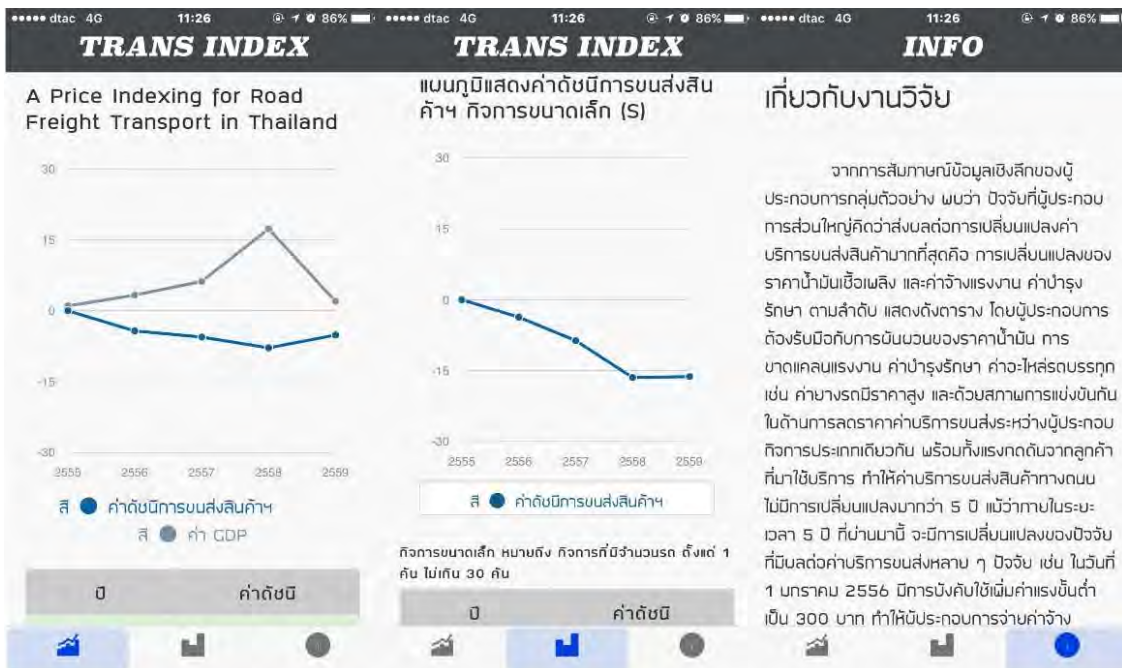 dtac 4G 11:26 86%
TRANS INDEX
A Price Indexing for Road
Freight Transport in Thailand
30
15
0
-15
-30
2555 2556 2557 2558 2559
สี ค่าดัชนีการขนส่งสินค้าฯ
สี ค่า GDP
ปี ค่าดัชนี
dtac 4G 11:26 86%
TRANS INDEX
แผนภูมิแสดงค่าดัชนีการขนส่งสิน
ค้าฯ กิจการขนาดเล็ก (S)
30
15
0
-15
-30
2555 2556 2557 2558 2559
สี ค่าดัชนีการขนส่งสินค้าฯ
กิจการขนาดเล็ก หมายถึง กิจการที่มีจำนวนรถ ตั้งแต่ 1
คัน ไม่เกิน 30 คัน
ปี ค่าดัชนี
dtac 4G 11:26 86%
INFO
เกี่ยวกับงานวิจัย
จากการสัมภาษณ์ข้อมูลเชิงลึกของผู้
ประกอบการกลุ่มตัวอย่าง พบว่า ปัจจัยที่ผู้ประกอบ
การส่วนใหญ่คิดว่าส่งผลต่อการเปลี่ยนแปลงค่า
บริการขนส่งสินค้ามากที่สุดคือ การเปลี่ยนแปลงของ
ราคาน้ำมันเชื้อเพลิง และค่าจ้างแรงงาน ค่าบำรุง
รักษา ตามลำดับ แสดงดังตาราง โดยผู้ประกอบการ
ต้องรับมือกับการผันผวนของราคาน้ำมัน การ
ขาดแคลนแรงงาน ค่าบำรุงรักษา ค่าอะไหล่รถบรรทุก
เช่น ค่ายางรถมีราคาสูง และด้วยสภาพการแข่งขันกัน
ในด้านการลดราคาค่าบริการขนส่งระหว่างผู้ประกอบ
กิจการประเภทเดียวกัน พร้อมทั้งแรงกดดันจากลูกค้า
ที่มาใช้บริการ ทำให้ค่าบริการขนส่งสินค้าทางถนน
ไม่มีการเปลี่ยนแปลงมากว่า 5 ปี แม้ว่าภายในระยะ
เวลา 5 ปี ที่ผ่านมานี้ จะมีการเปลี่ยนแปลงของปัจจัย
ที่มีผลต่อค่าบริการขนส่งหลาย ๆ ปัจจัย เช่น ในวันที่
1 มกราคม 2556 มีการบังคับใช้เพิ่มค่าแรงขั้นต่ำ
เป็น 300 บาท ทำให้ผู้ประกอบการจ่ายค่าจ้าง